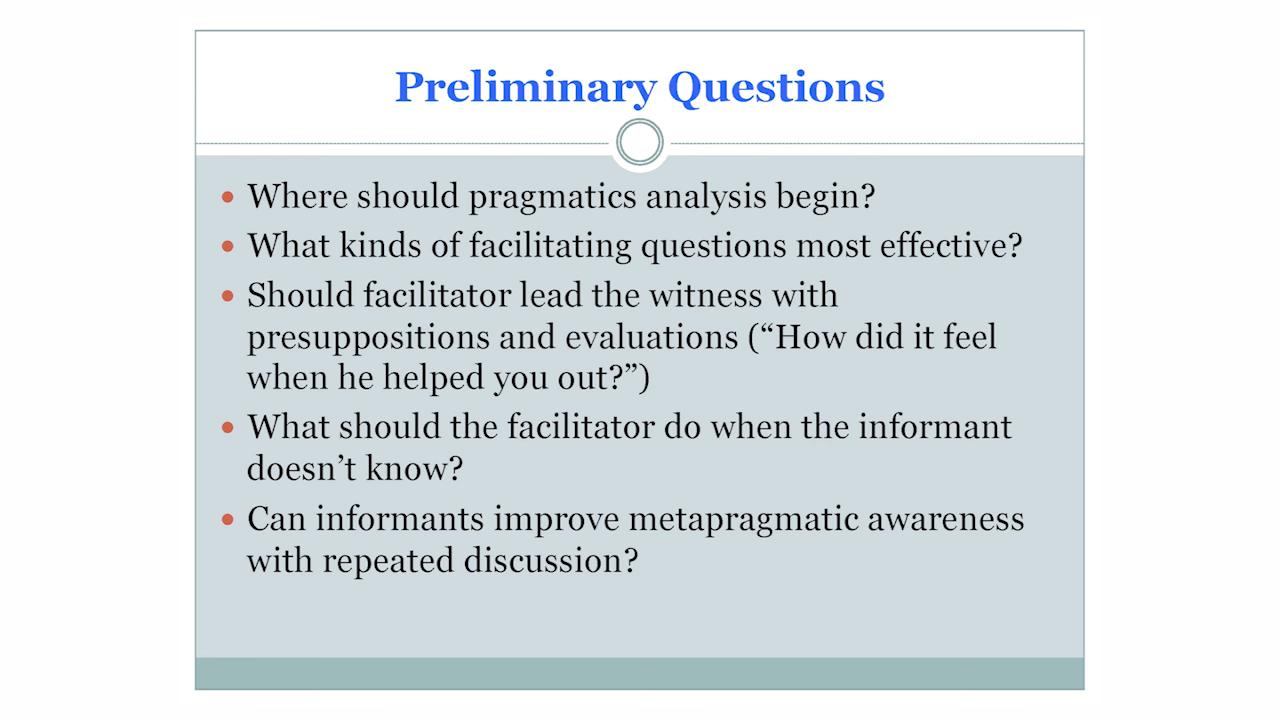 Preliminary Questions
• Where should pragmatics analysis begin?
• What kinds of facilitating questions most effective?
• Should facilitator lead the witness with
presuppositions and evaluations (“How did it feel
when he helped you out?”)
• What should the facilitator do when the informant
doesn’t know?
• Can informants improve metapragmatic awareness
with repeated discussion?